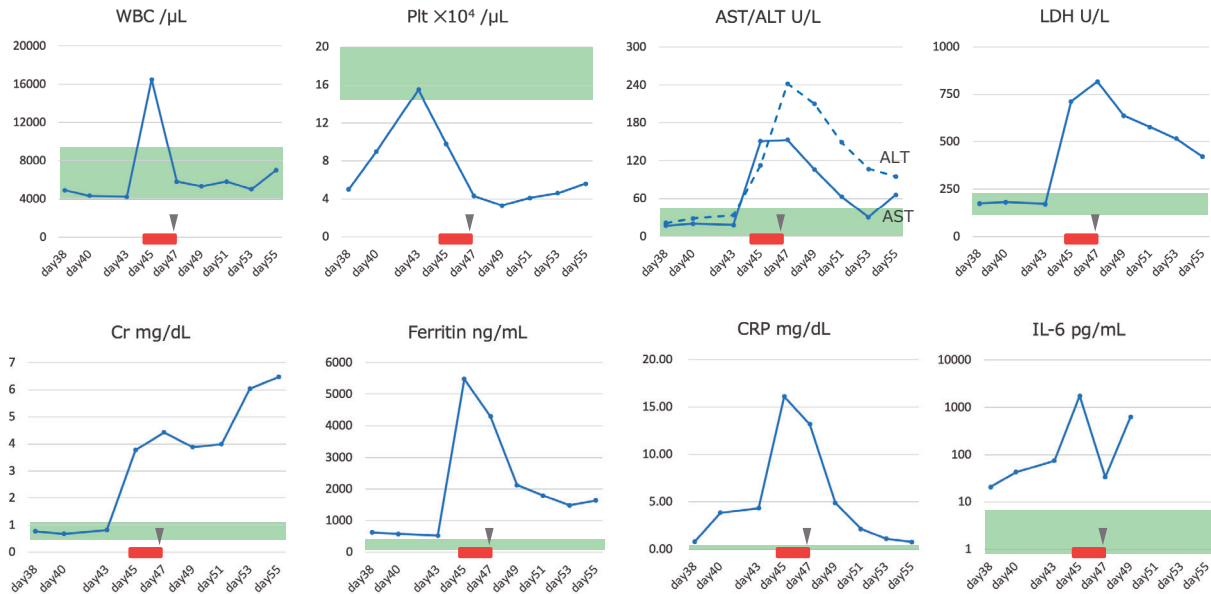 WBC /μL
20000
16000
12000
8000
4000
0
day38
day40
day43
day45
day47
day49
day51
day53
day55
Plt ×10⁴ /μL
20
16
12
8
4
0
day38
day40
day43
day45
day47
day49
day51
day53
day55
AST/ALT U/L
300
240
180
120
60
0
ALT
AST
day38
day40
day43
day45
day47
day49
day51
day53
day55
LDH U/L
1000
750
500
250
0
day38
day40
day43
day45
day47
day49
day51
day53
day55
Cr mg/dL
7
6
5
4
3
2
1
0
day38
day40
day43
day45
day47
day49
day51
day53
day55
Ferritin ng/mL
6000
5000
4000
3000
2000
1000
0
day38
day40
day43
day45
day47
day49
day51
day53
day55
CRP mg/dL
20.00
15.00
10.00
5.00
0.00
day38
day40
day43
day45
day47
day49
day51
day53
day55
IL-6 pg/mL
10000
1000
100
10
1
day38
day40
day43
day45
day47
day49
day51
day53
day55